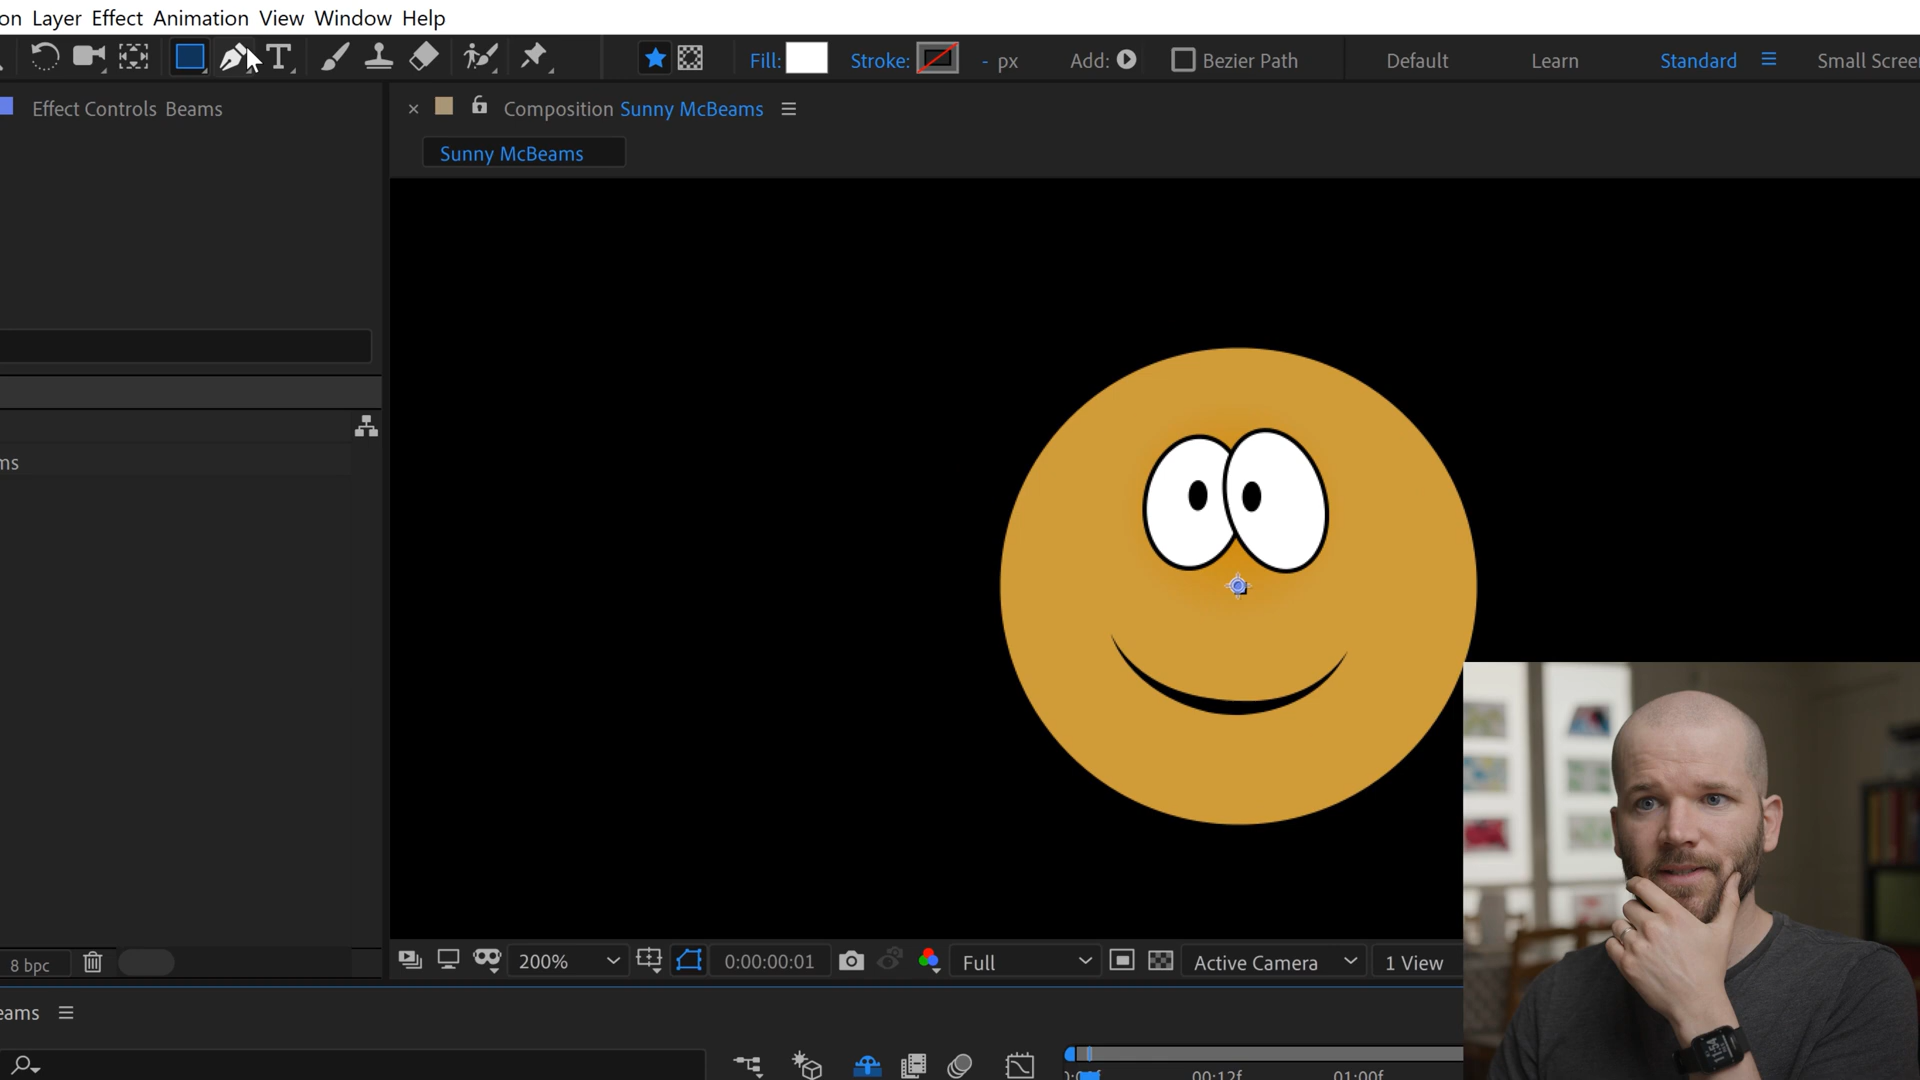 on Layer Effect Animation View Window Help
T
Fill: Stroke: - px Add: Bezier Path Default Learn Standard Small Scree
Effect Controls Beams
× Composition Sunny McBeams
Sunny McBeams
ms
8 bpc
200% 0:00:00:01 Full Active Camera 1 View
eams
00:12f 01:00f